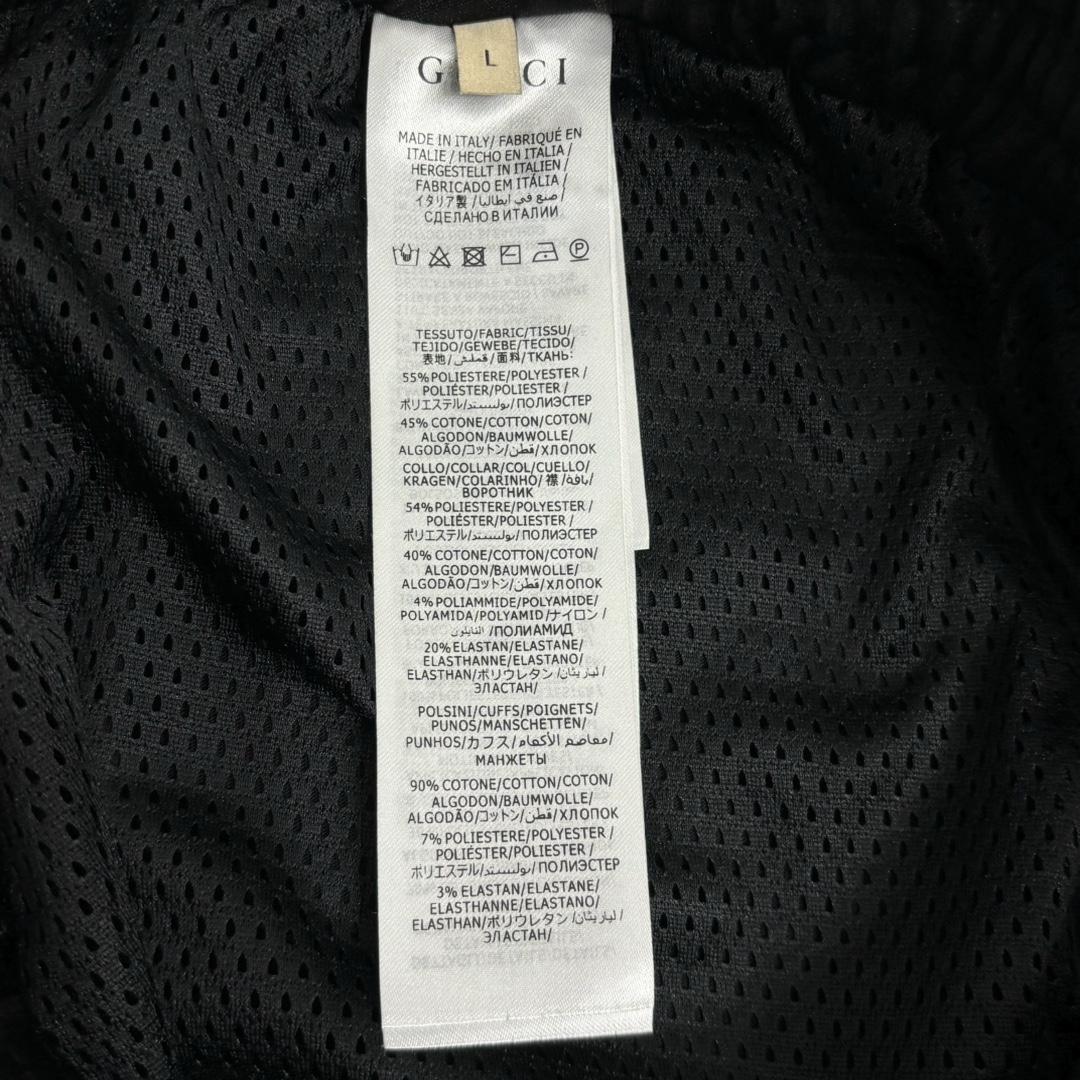 L
G CI
MADE IN ITALY/ FABRIQUÉ EN
ITALIE / HECHO EN ITALIA /
HERGESTELLT IN ITALIEN /
FABRICADO EM ITÁLIA /
イタリア製 / صنع في ايطاليا /
СДЕЛАНО В ИТАЛИИ
P
TESSUTO/FABRIC/TISSU/
TEJIDO/GEWEBE/TECIDO/
表地/ /面料/ТКАНЬ:
55% POLIESTERE/POLYESTER /
POLIÉSTER/POLIESTER /
ポリエステル/ /ПОЛИЭСТЕР
45% COTONE/COTTON/COTON/
ALGODON/BAUMWOLLE/
ALGODÃO/コットン/قطن/ХЛОПОК
COLLO/COLLAR/COL/CUELLO/
KRAGEN/COLARINHO/ 襟 /ياقة/
ВОРОТНИК
54% POLIESTERE/POLYESTER /
POLIÉSTER/POLIESTER /
ポリエステル/ /ПОЛИЭСТЕР
40% COTONE/COTTON/COTON/
ALGODON/BAUMWOLLE/
ALGODÃO/コットン/قطن/ХЛОПОК
4% POLIAMMIDE/POLYAMIDE/
POLYAMIDA/POLYAMID/ナイロン /
النايلون /ПОЛИАМИД
20% ELASTAN/ELASTANE/
ELASTHANNE/ELASTANO/
ELASTHAN/ポリウレタン / /
ЭЛАСТАН/
POLSINI/CUFFS/POIGNETS/
PUNOS/MANSCHETTEN/
PUNHOS/カフス/معاصم الأكمام/
МАНЖЕТЫ
90% COTONE/COTTON/COTON/
ALGODON/BAUMWOLLE/
ALGODÃO/コットン/قطن/ХЛОПОК
7% POLIESTERE/POLYESTER /
POLIÉSTER/POLIESTER /
ポリエステル/ /ПОЛИЭСТЕР
3% ELASTAN/ELASTANE/
ELASTHANNE/ELASTANO/
ELASTHAN/ポリウレタン / /
ЭЛАСТАН/